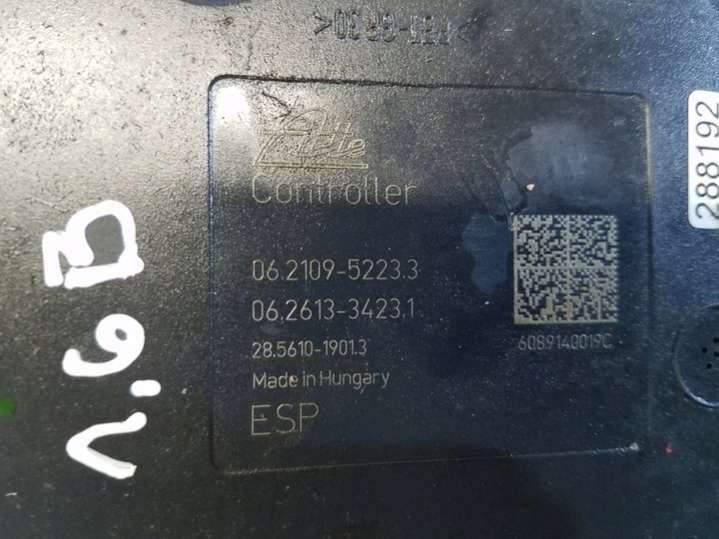 Ate
Controller
06.2109-5223.3
06.2613-3423.1
28.5610-1901.3
Made in Hungary
ESP
6089140019C
288192